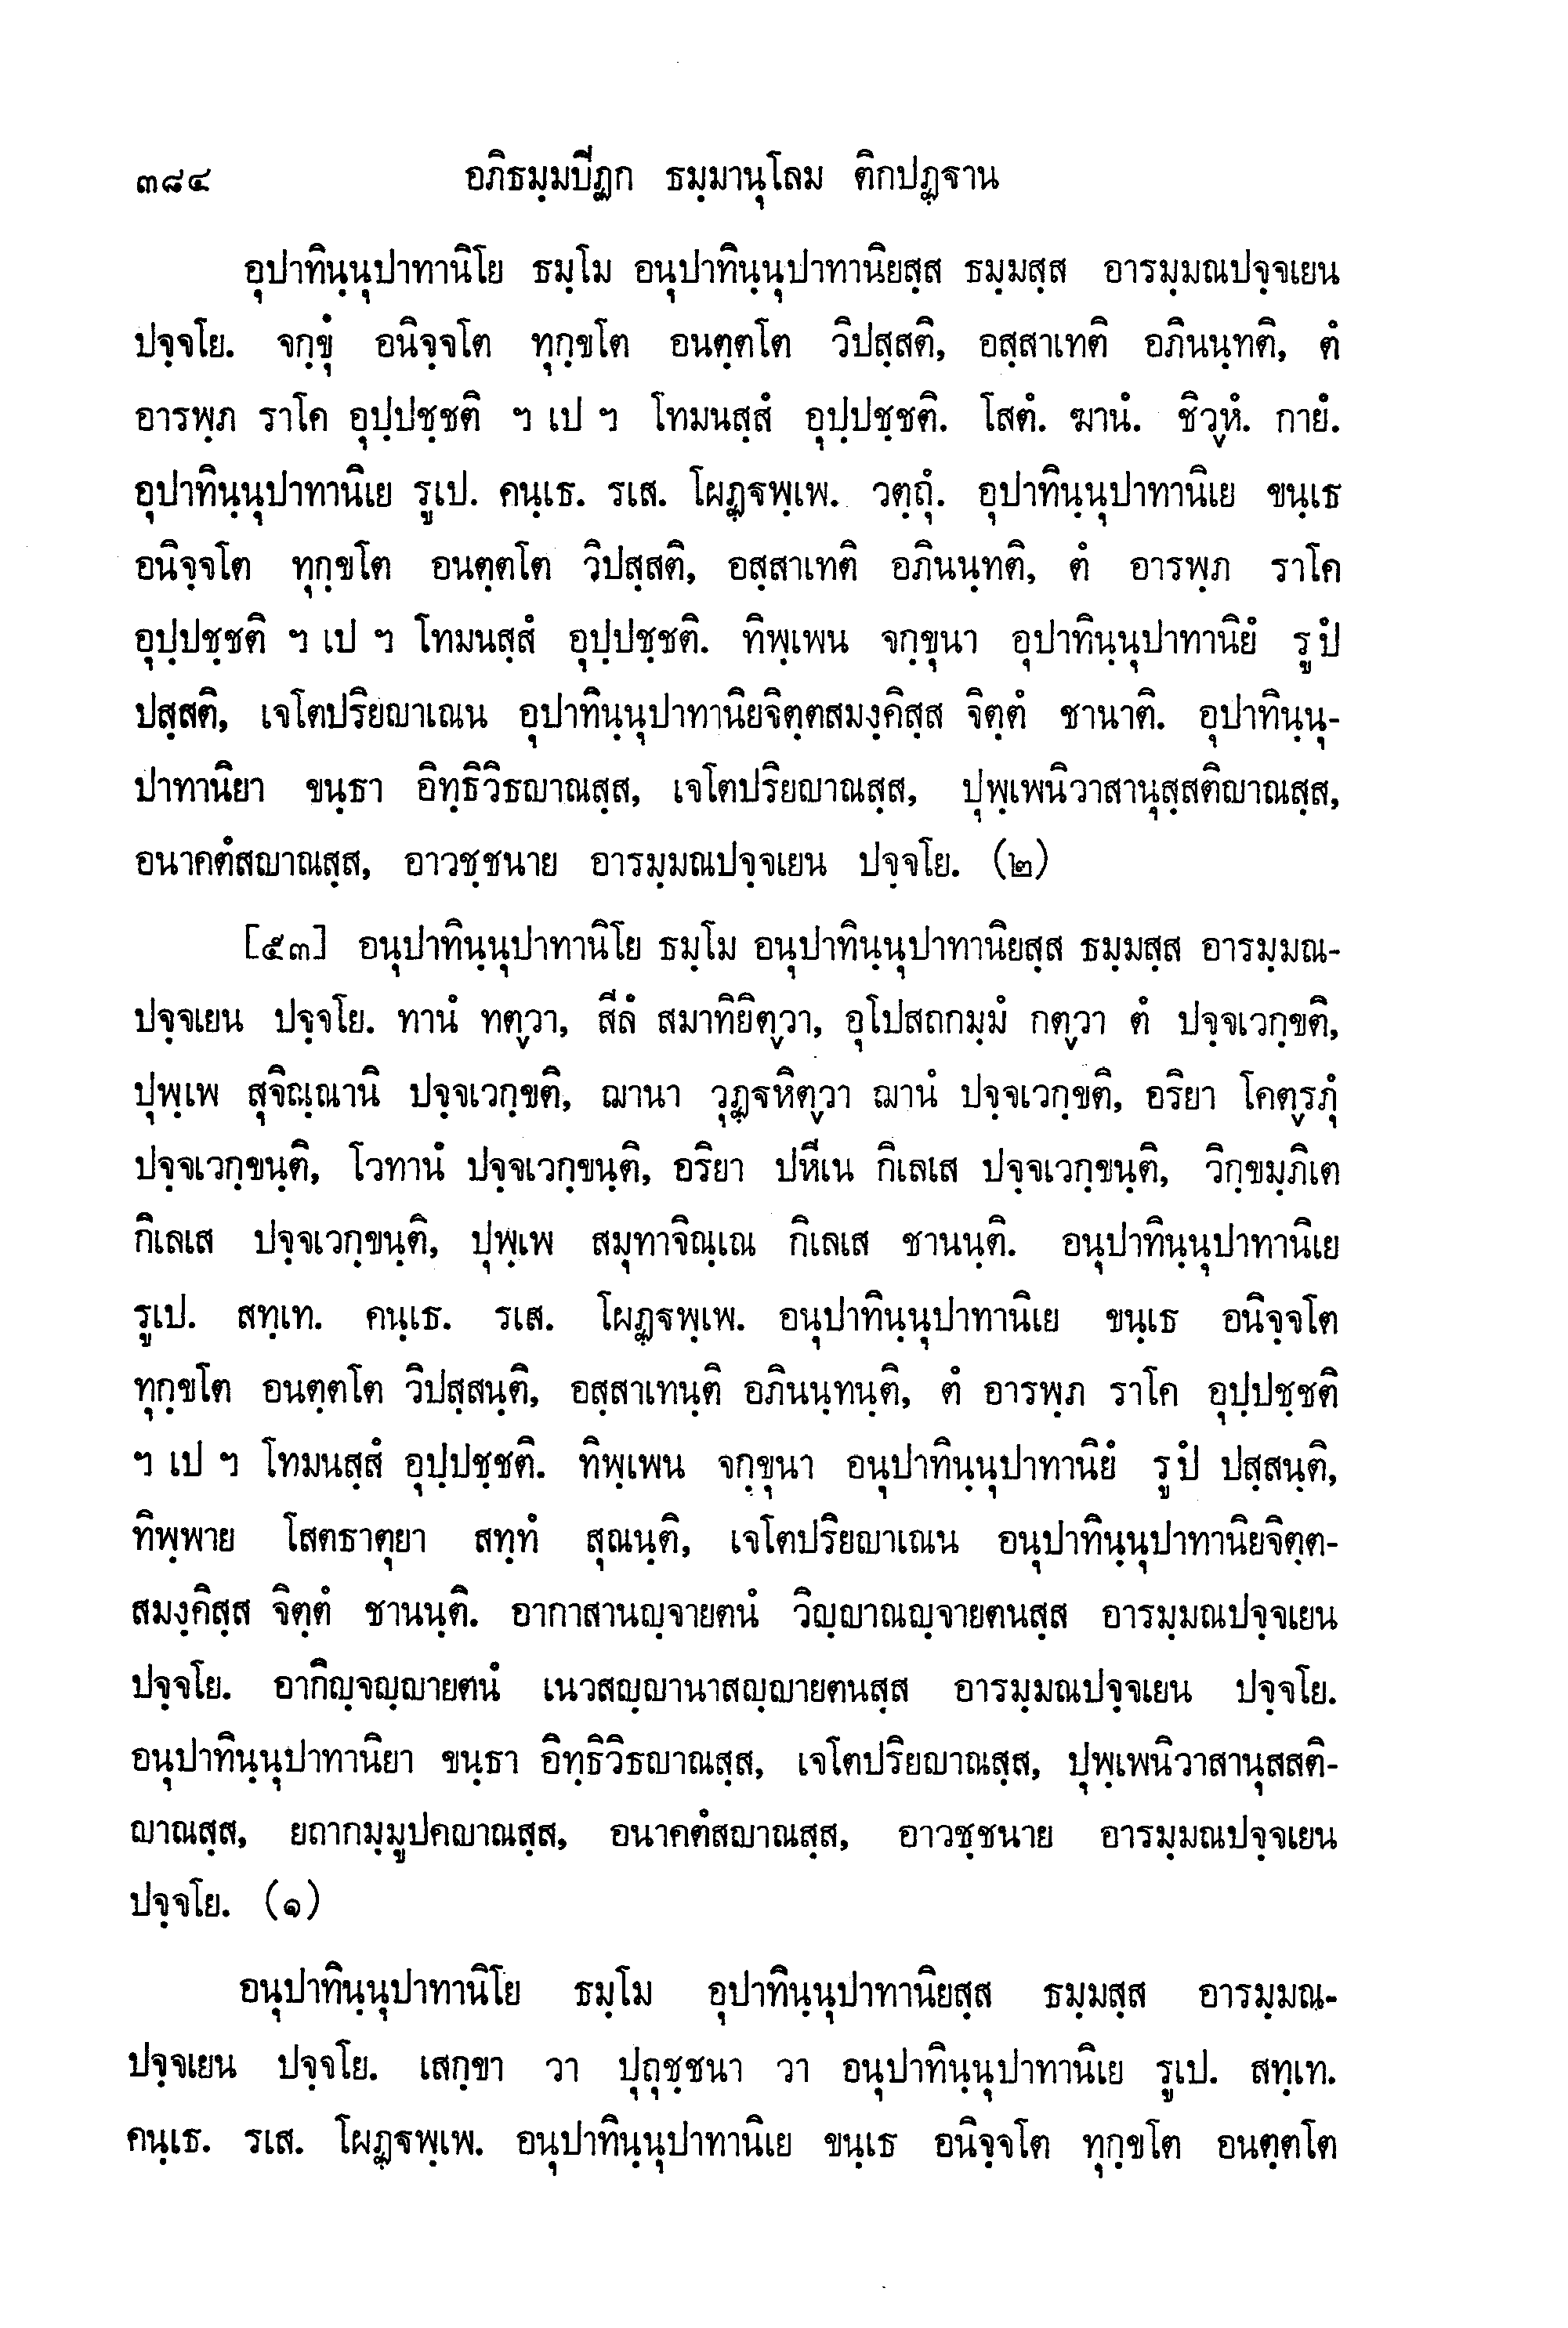 ๓๘๔ อภิธมฺมปีฏก ธมฺมานุโลม ติกปฏฺฐาน
อุปาทินฺนุปาทานิโย ธมฺโม อนุปาทินฺนุปาทานิยสฺส ธมฺมสฺส อารมฺมณปจฺจเยน
ปจฺจโย. จกฺขุํ อนิจฺจโต ทุกฺขโต อนตฺตโต วิปสฺสติ, อสฺสาเทติ อภินนฺทติ, ตํ
อารพฺภ ราโค อุปฺปชฺชติ ฯ เป ฯ โทมนสฺสํ อุปฺปชฺชติ. โสตํ. ฆานํ. ชิวฺหํ. กายํ.
อุปาทินฺนุปาทานิเย รูเป. คนฺเธ. รเส. โผฏฺฐพฺเพ. วตฺถุํ. อุปาทินฺนุปาทานิเย ขนฺเธ
อนิจฺจโต ทุกฺขโต อนตฺตโต วิปสฺสติ, อสฺสาเทติ อภินนฺทติ, ตํ อารพฺภ ราโค
อุปฺปชฺชติ ฯ เป ฯ โทมนสฺสํ อุปฺปชฺชติ. ทิพฺเพน จกฺขุนา อุปาทินฺนุปาทานิยํ รูปํ
ปสฺสติ, เจโตปริยญาเณน อุปาทินฺนุปาทานิยจิตฺตสมงฺคิสฺส จิตฺตํ ชานาติ. อุปาทินฺนุ-
ปาทานิยา ขนฺธา อิทฺธิวิธญาณสฺส, เจโตปริยญาณสฺส, ปุพฺเพนิวาสานุสฺสติญาณสฺส,
อนาคตํสญาณสฺส, อาวชฺชนาย อารมฺมณปจฺจเยน ปจฺจโย. (๒)
[๕๓] อนุปาทินฺนุปาทานิโย ธมฺโม อนุปาทินฺนุปาทานิยสฺส ธมฺมสฺส อารมฺมณ-
ปจฺจเยน ปจฺจโย. ทานํ ทตฺวา, สีลํ สมาทิยิตฺวา, อุโปสถกมฺมํ กตฺวา ตํ ปจฺจเวกฺขติ,
ปุพฺเพ สุจิณฺณานิ ปจฺจเวกฺขติ, ฌานา วุฏฺฐหิตฺวา ฌานํ ปจฺจเวกฺขติ, อริยา โคตฺรภุํ
ปจฺจเวกฺขนฺติ, โวทานํ ปจฺจเวกฺขนฺติ, อริยา ปหีเน กิเลเส ปจฺจเวกฺขนฺติ, วิกฺขมฺภิเต
กิเลเส ปจฺจเวกฺขนฺติ, ปุพฺเพ สมุทาจิณฺเณ กิเลเส ชานนฺติ. อนุปาทินฺนุปาทานิเย
รูเป. สทฺเท. คนฺเธ. รเส. โผฏฺฐพฺเพ. อนุปาทินฺนุปาทานิเย ขนฺเธ อนิจฺจโต
ทุกฺขโต อนตฺตโต วิปสฺสนฺติ, อสฺสาเทนฺติ อภินนฺทนฺติ, ตํ อารพฺภ ราโค อุปฺปชฺชติ
ฯ เป ฯ โทมนสฺสํ อุปฺปชฺชติ. ทิพฺเพน จกฺขุนา อนุปาทินฺนุปาทานิยํ รูปํ ปสฺสนฺติ,
ทิพฺพาย โสตธาตุยา สทฺทํ สุณนฺติ, เจโตปริยญาเณน อนุปาทินฺนุปาทานิยจิตฺต-
สมงฺคิสฺส จิตฺตํ ชานนฺติ. อากาสานญฺจายตนํ วิญฺญาณญฺจายตนสฺส อารมฺมณปจฺจเยน
ปจฺจโย. อากิญฺจญฺญายตนํ เนวสญฺญานาสญฺญายตนสฺส อารมฺมณปจฺจเยน ปจฺจโย.
อนุปาทินฺนุปาทานิยา ขนฺธา อิทฺธิวิธญาณสฺส, เจโตปริยญาณสฺส, ปุพฺเพนิวาสานุสสติ-
ญาณสฺส, ยถากมฺมูปคญาณสฺส, อนาคตํสญาณสฺส, อาวชฺชนาย อารมฺมณปจฺจเยน
ปจฺจโย. (๑)
อนุปาทินฺนุปาทานิโย ธมฺโม อุปาทินฺนุปาทานิยสฺส ธมฺมสฺส อารมฺมณ-
ปจฺจเยน ปจฺจโย. เสกฺขา วา ปุถุชฺชนา วา อนุปาทินฺนุปาทานิเย รูเป. สทฺเท.
คนฺเธ. รเส. โผฏฺฐพฺเพ. อนุปาทินฺนุปาทานิเย ขนฺเธ อนิจฺจโต ทุกฺขโต อนตฺตโต